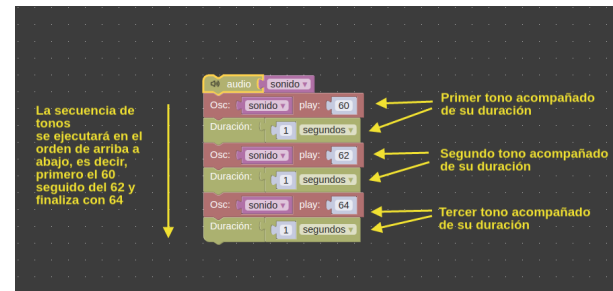 audio sonido
Osc: sonido play: 60
Duración: 1 segundos
Osc: sonido play: 62
Duración: 1 segundos
Osc: sonido play: 64
Duración: 1 segundos
La secuencia de
tonos
se ejecutará en el
orden de arriba a
abajo, es decir,
primero el 60
seguido del 62 y
finaliza con 64
Primer tono acompañado
de su duración
Segundo tono acompañado
de su duración
Tercer tono acompañado
de su duración